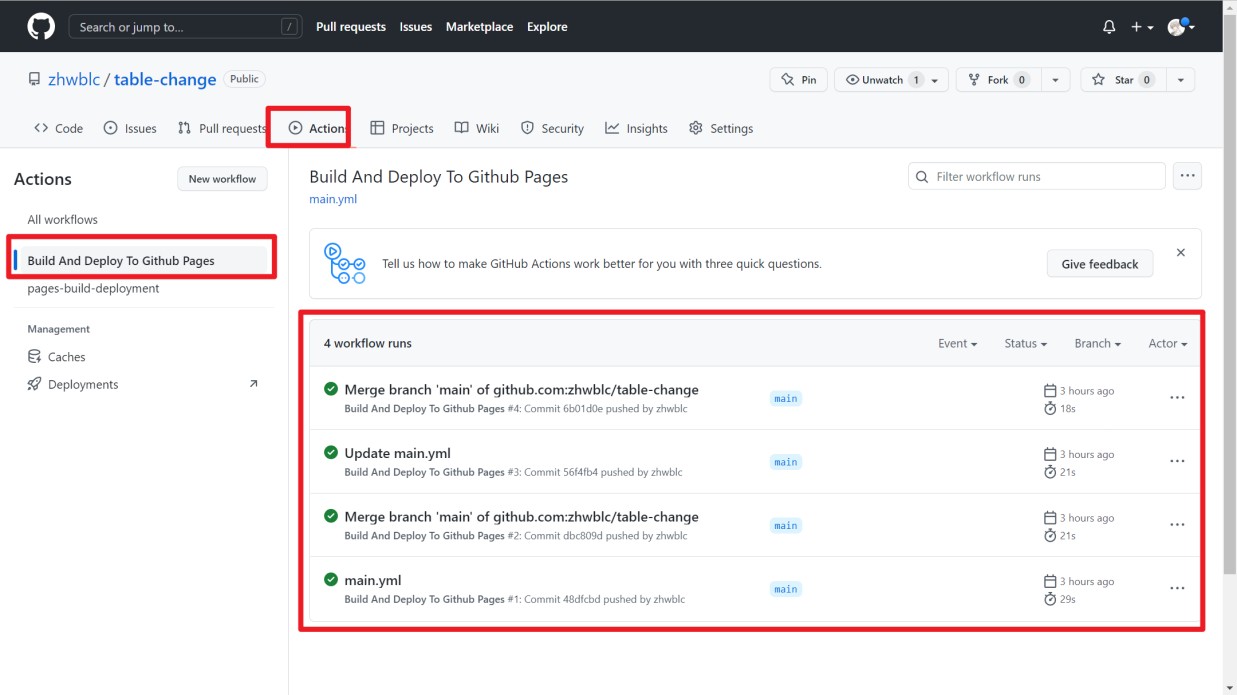 Search or jump to... /
Pull requests Issues Marketplace Explore
zhwblc / table-change Public
Pin
Unwatch 1
Fork 0
Star 0
Code Issues Pull requests Actions Projects Wiki Security Insights Settings
Actions
New workflow
All workflows
Build And Deploy To Github Pages
pages-build-deployment
Management
Caches
Deployments
Build And Deploy To Github Pages
main.yml
Filter workflow runs
Tell us how to make GitHub Actions work better for you with three quick questions.
Give feedback
4 workflow runs
Event Status Branch Actor
Merge branch 'main' of github.com:zhwblc/table-change
Build And Deploy To Github Pages #4: Commit 6b01d0e pushed by zhwblc
main
3 hours ago
18s
Update main.yml
Build And Deploy To Github Pages #3: Commit 56f4fb4 pushed by zhwblc
main
3 hours ago
21s
Merge branch 'main' of github.com:zhwblc/table-change
Build And Deploy To Github Pages #2: Commit dbc809d pushed by zhwblc
main
3 hours ago
21s
main.yml
Build And Deploy To Github Pages #1: Commit 48dfcbd pushed by zhwblc
main
3 hours ago
29s